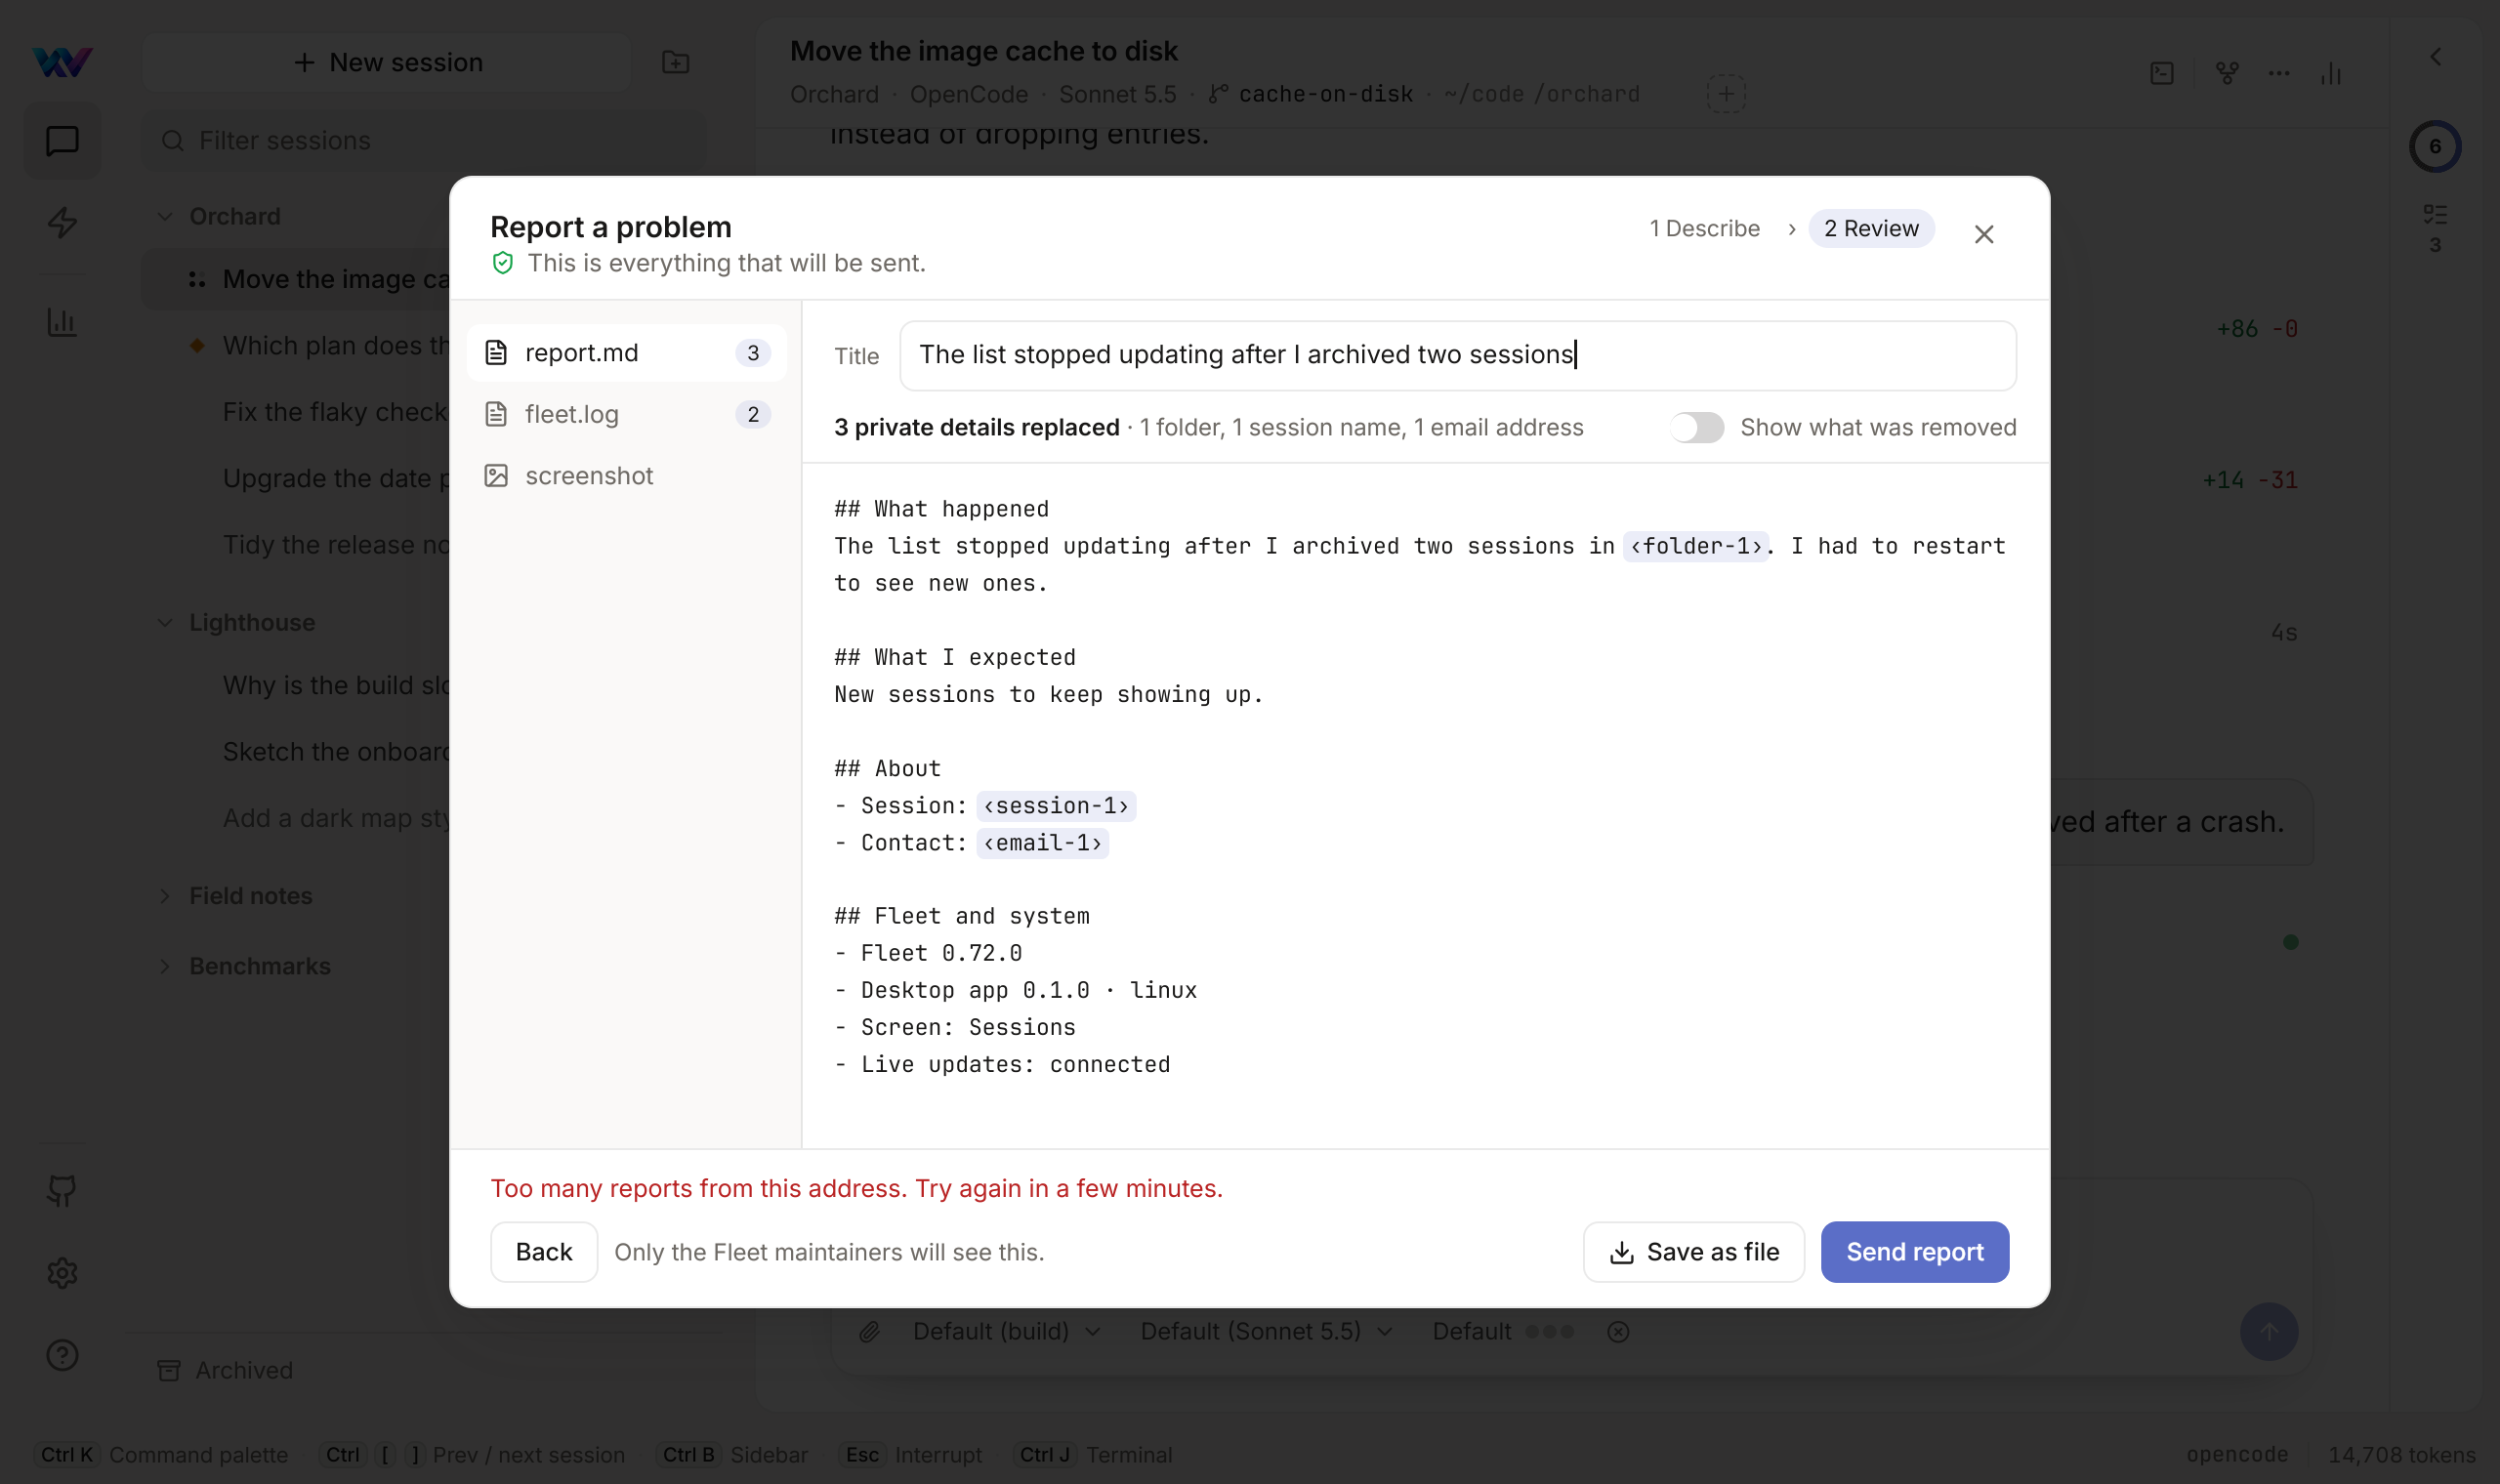 New session
Filter sessions
Orchard
Move the image ca
Which plan does th
Fix the flaky check
Upgrade the date p
Tidy the release no
Lighthouse
Why is the build slo
Sketch the onboard
Add a dark map sty
Field notes
Benchmarks
Archived
Move the image cache to disk
Orchard · OpenCode · Sonnet 5.5 · cache-on-disk · ~/code /orchard
instead of dropping entries.
6
3
+86 -0
+14 -31
4s
ved after a crash.
Report a problem
This is everything that will be sent.
1 Describe › 2 Review
report.md 3
fleet.log 2
screenshot
Title The list stopped updating after I archived two sessions
3 private details replaced · 1 folder, 1 session name, 1 email address
Show what was removed
## What happened
The list stopped updating after I archived two sessions in ‹folder-1›. I had to restart
to see new ones.
## What I expected
New sessions to keep showing up.
## About
- Session: ‹session-1›
- Contact: ‹email-1›
## Fleet and system
- Fleet 0.72.0
- Desktop app 0.1.0 · linux
- Screen: Sessions
- Live updates: connected
Too many reports from this address. Try again in a few minutes.
Back
Only the Fleet maintainers will see this.
Save as file
Send report
Default (build) Default (Sonnet 5.5) Default
Ctrl K Command palette Ctrl [ ] Prev / next session Ctrl B Sidebar Esc Interrupt Ctrl J Terminal
opencode 14,708 tokens